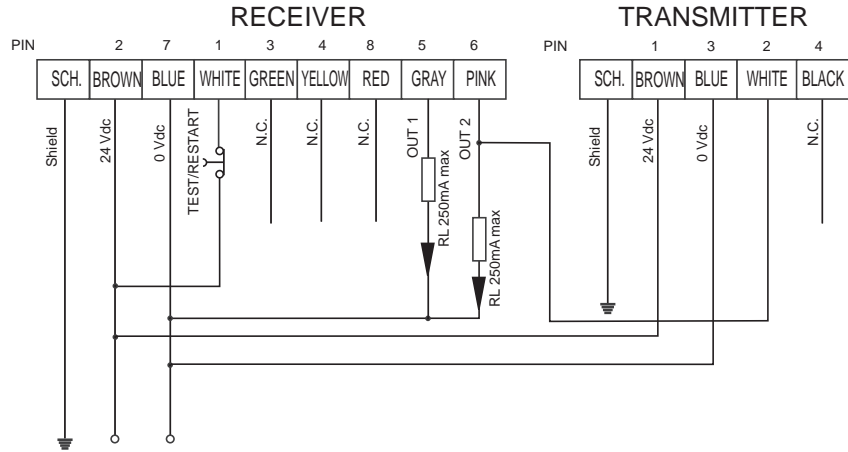 RECEIVER
TRANSMITTER
PIN 2 7 1 3 4 8 5 6
PIN 1 3 2 4
SCH. BROWN BLUE WHITE GREEN YELLOW RED GRAY PINK
SCH. BROWN BLUE WHITE BLACK
Shield
24 Vdc
0 Vdc
TEST/RESTART
N.C.
N.C.
N.C.
OUT 1
RL 250mA max
OUT 2
RL 250mA max
Shield
24 Vdc
0 Vdc
N.C.